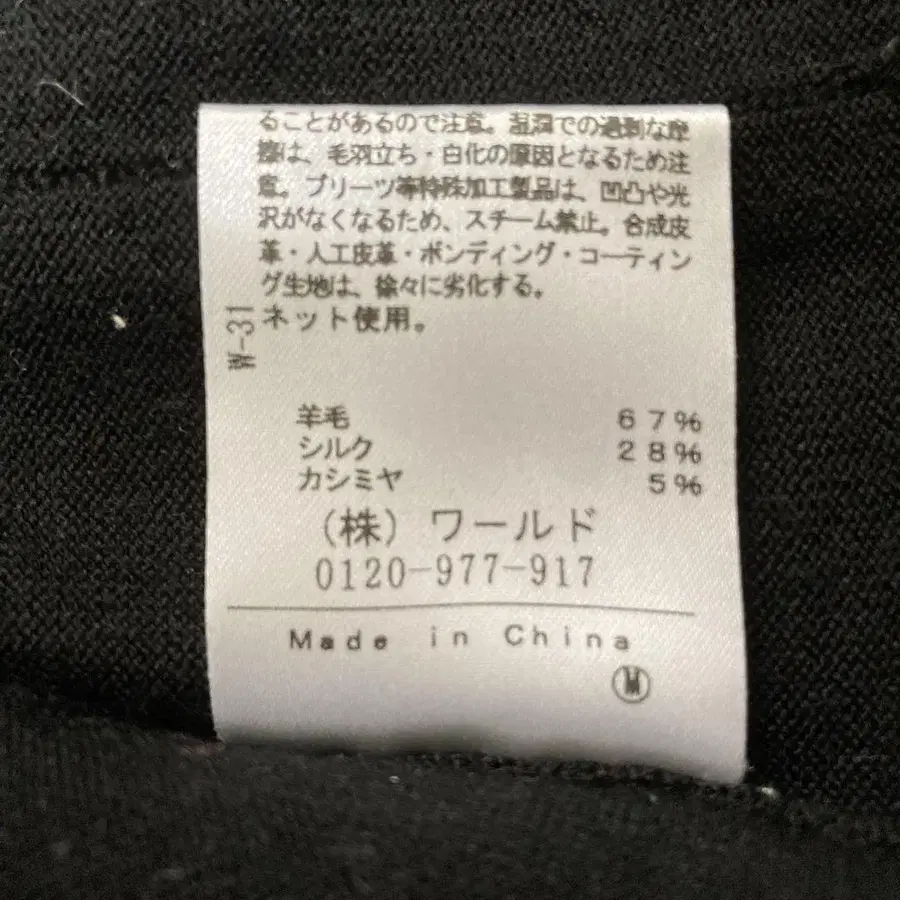 ることがあるので注意。湿潤での過剰な摩
擦は、毛羽立ち・白化の原因となるため注
意。プリーツ等特殊加工製品は、凹凸や光
沢がなくなるため、スチーム禁止。合成皮
革・人工皮革・ボンディング・コーティン
グ生地は、徐々に劣化する。
ネット使用。
W-31
羊毛 67%
シルク 28%
カシミヤ 5%
(株) ワールド
0120-977-917
Made in China
M